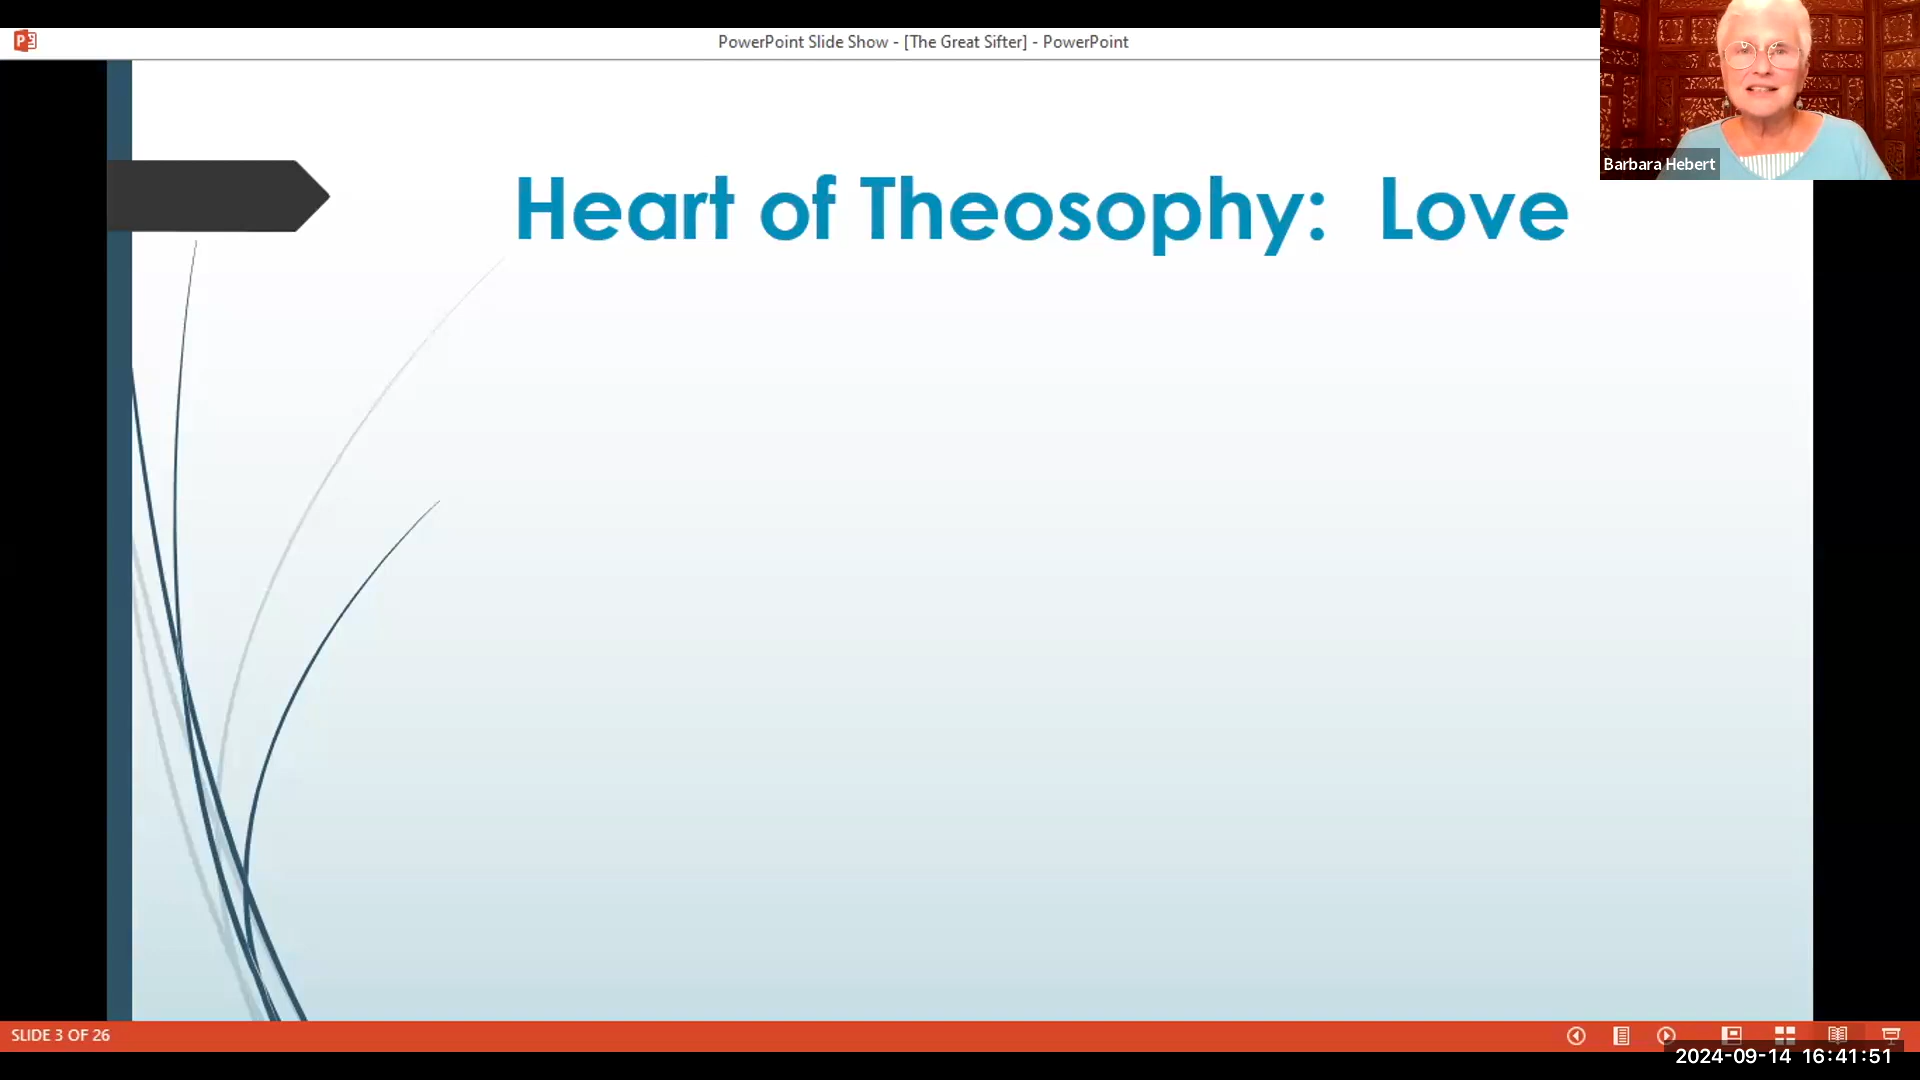 PowerPoint Slide Show - [The Great Sifter] - PowerPoint
Barbara Hebert
Heart of Theosophy:  Love
SLIDE 3 OF 26
2024-09-14 16:41:51